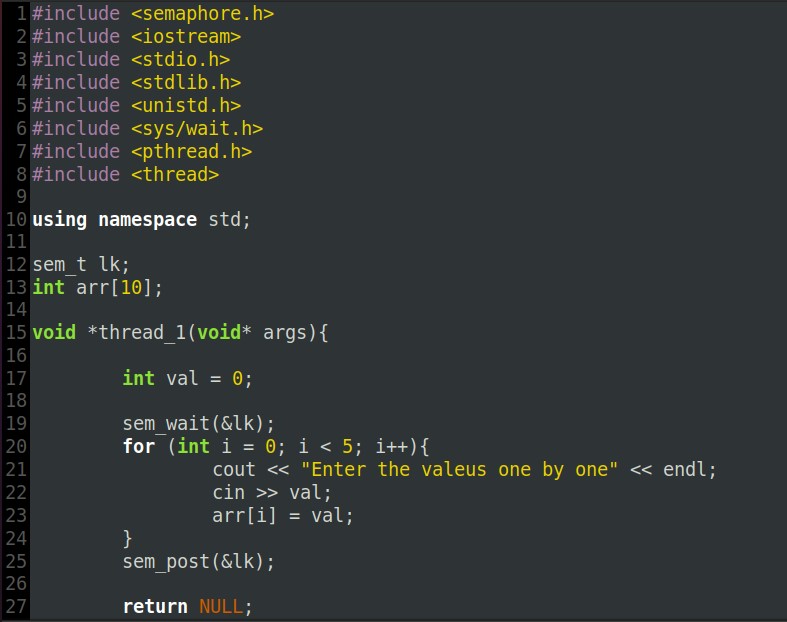 1 #include <semaphore.h>
2 #include <iostream>
3 #include <stdio.h>
4 #include <stdlib.h>
5 #include <unistd.h>
6 #include <sys/wait.h>
7 #include <pthread.h>
8 #include <thread>
9
10 using namespace std;
11
12 sem_t lk;
13 int arr[10];
14
15 void *thread_1(void* args){
16
17 int val = 0;
18
19 sem_wait(&lk);
20 for (int i = 0; i < 5; i++){
21 cout << "Enter the valeus one by one" << endl;
22 cin >> val;
23 arr[i] = val;
24 }
25 sem_post(&lk);
26
27 return NULL;